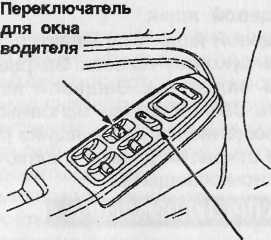 Переключатель
для окна
водителя